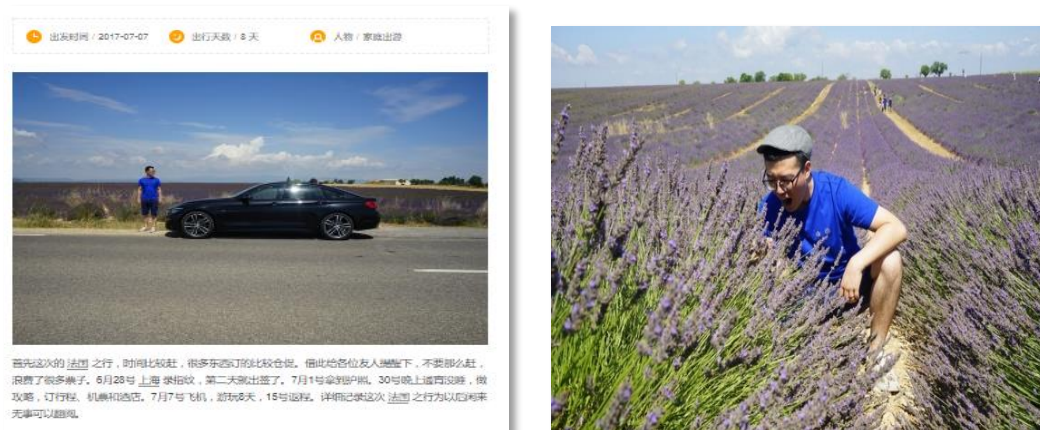 出发时间 / 2017-07-07 出行天数 / 8 天 人物 / 家庭出游
首先这次的 法国 之行，时间比较赶，很多东西订的比较仓促。借此给各位友人提醒下，不要那么赶，
浪费了很多票子。6月28号 上海 录指纹，第二天就出签了。7月1号拿到护照。30号晚上通宵没睡，做
攻略，订行程、机票和酒店。7月7号飞机，游玩8天，15号返程。详细记录这次 法国 之行为以后闲来
无事可以翻阅。